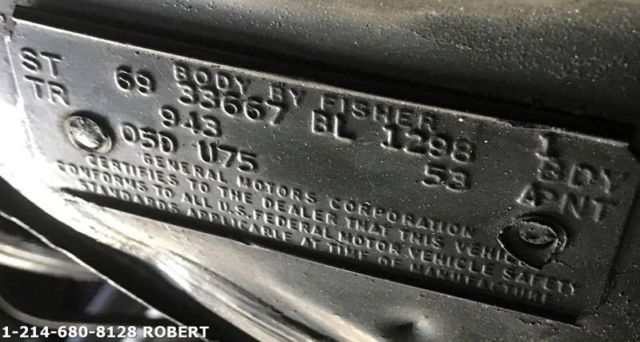 BODY BY FISHER
ST 69 33667 BL 1298 1 BDY
TR 943 53 A PNT
05D U75
GENERAL MOTORS CORPORATION
CERTIFIES TO THE DEALER THAT THIS VEHICLE
CONFORMS TO ALL U.S. FEDERAL MOTOR VEHICLE SAFETY
STANDARDS APPLICABLE AT TIME OF MANUFACTURE
1-214-680-8128 ROBERT